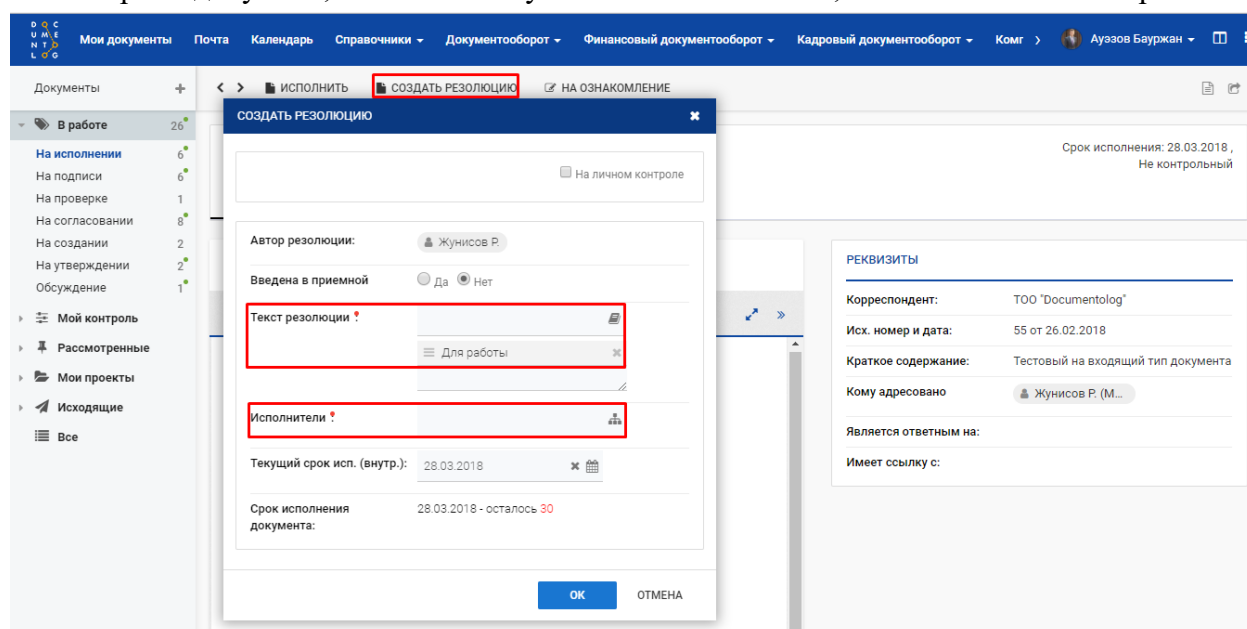 DOC
UME
NTO
LOG
Мои документы Почта Календарь Справочники Документооборот Финансовый документооборот Кадровый документооборот Комг Ауэзов Бауржан
Документы +
ИСПОЛНИТЬ СОЗДАТЬ РЕЗОЛЮЦИЮ НА ОЗНАКОМЛЕНИЕ
В работе 26
На исполнении 6
На подписи 6
На проверке 1
На согласовании 8
На создании 2
На утверждении 2
Обсуждение 1
Мой контроль
Рассмотренные
Мои проекты
Исходящие
Все
СОЗДАТЬ РЕЗОЛЮЦИЮ
На личном контроле
Автор резолюции: Жунисов Р.
Введена в приемной Да Нет
Текст резолюции
Для работы
Исполнители
Текущий срок исп. (внутр.): 28.03.2018
Срок исполнения 28.03.2018 - осталось 30
документа:
ОК ОТМЕНА
Срок исполнения: 28.03.2018 ,
Не контрольный
РЕКВИЗИТЫ
Корреспондент: ТОО "Documentolog"
Исх. номер и дата: 55 от 26.02.2018
Краткое содержание: Тестовый на входящий тип документа
Кому адресовано Жунисов Р. (М...
Является ответным на:
Имеет ссылку с: